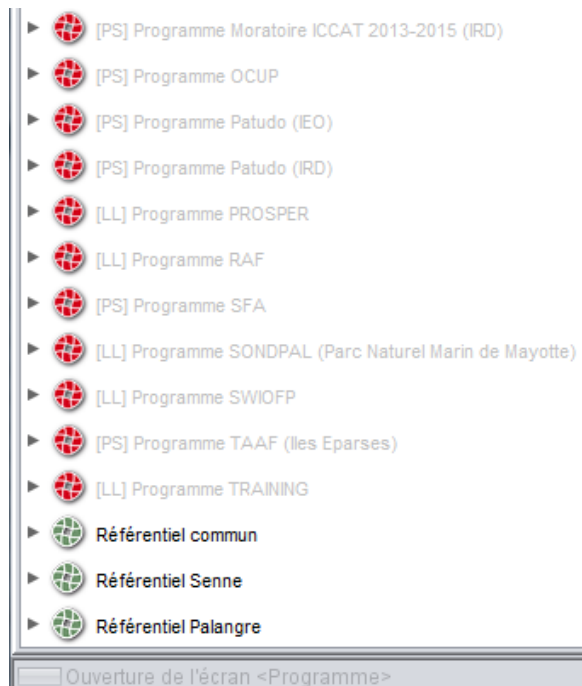 [PS] Programme Moratoire ICCAT 2013-2015 (IRD)
[PS] Programme OCUP
[PS] Programme Patudo (IEO)
[PS] Programme Patudo (IRD)
[LL] Programme PROSPER
[LL] Programme RAF
[PS] Programme SFA
[LL] Programme SONDPAL (Parc Naturel Marin de Mayotte)
[LL] Programme SWIOFP
[PS] Programme TAAF (Iles Eparses)
[LL] Programme TRAINING
Référentiel commun
Référentiel Senne
Référentiel Palangre
Ouverture de l'écran <Programme>